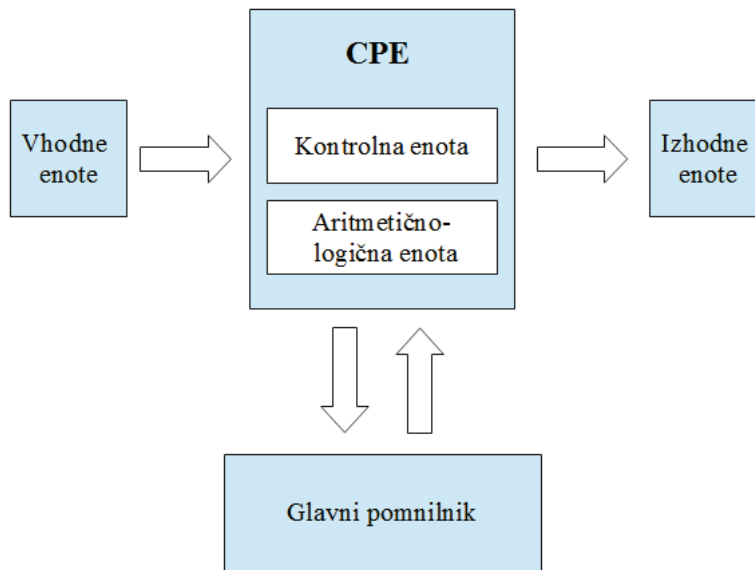 CPE
Vhodne
enote
Kontrolna enota
Aritmetično-
logična enota
Izhodne
enote
Glavni pomnilnik